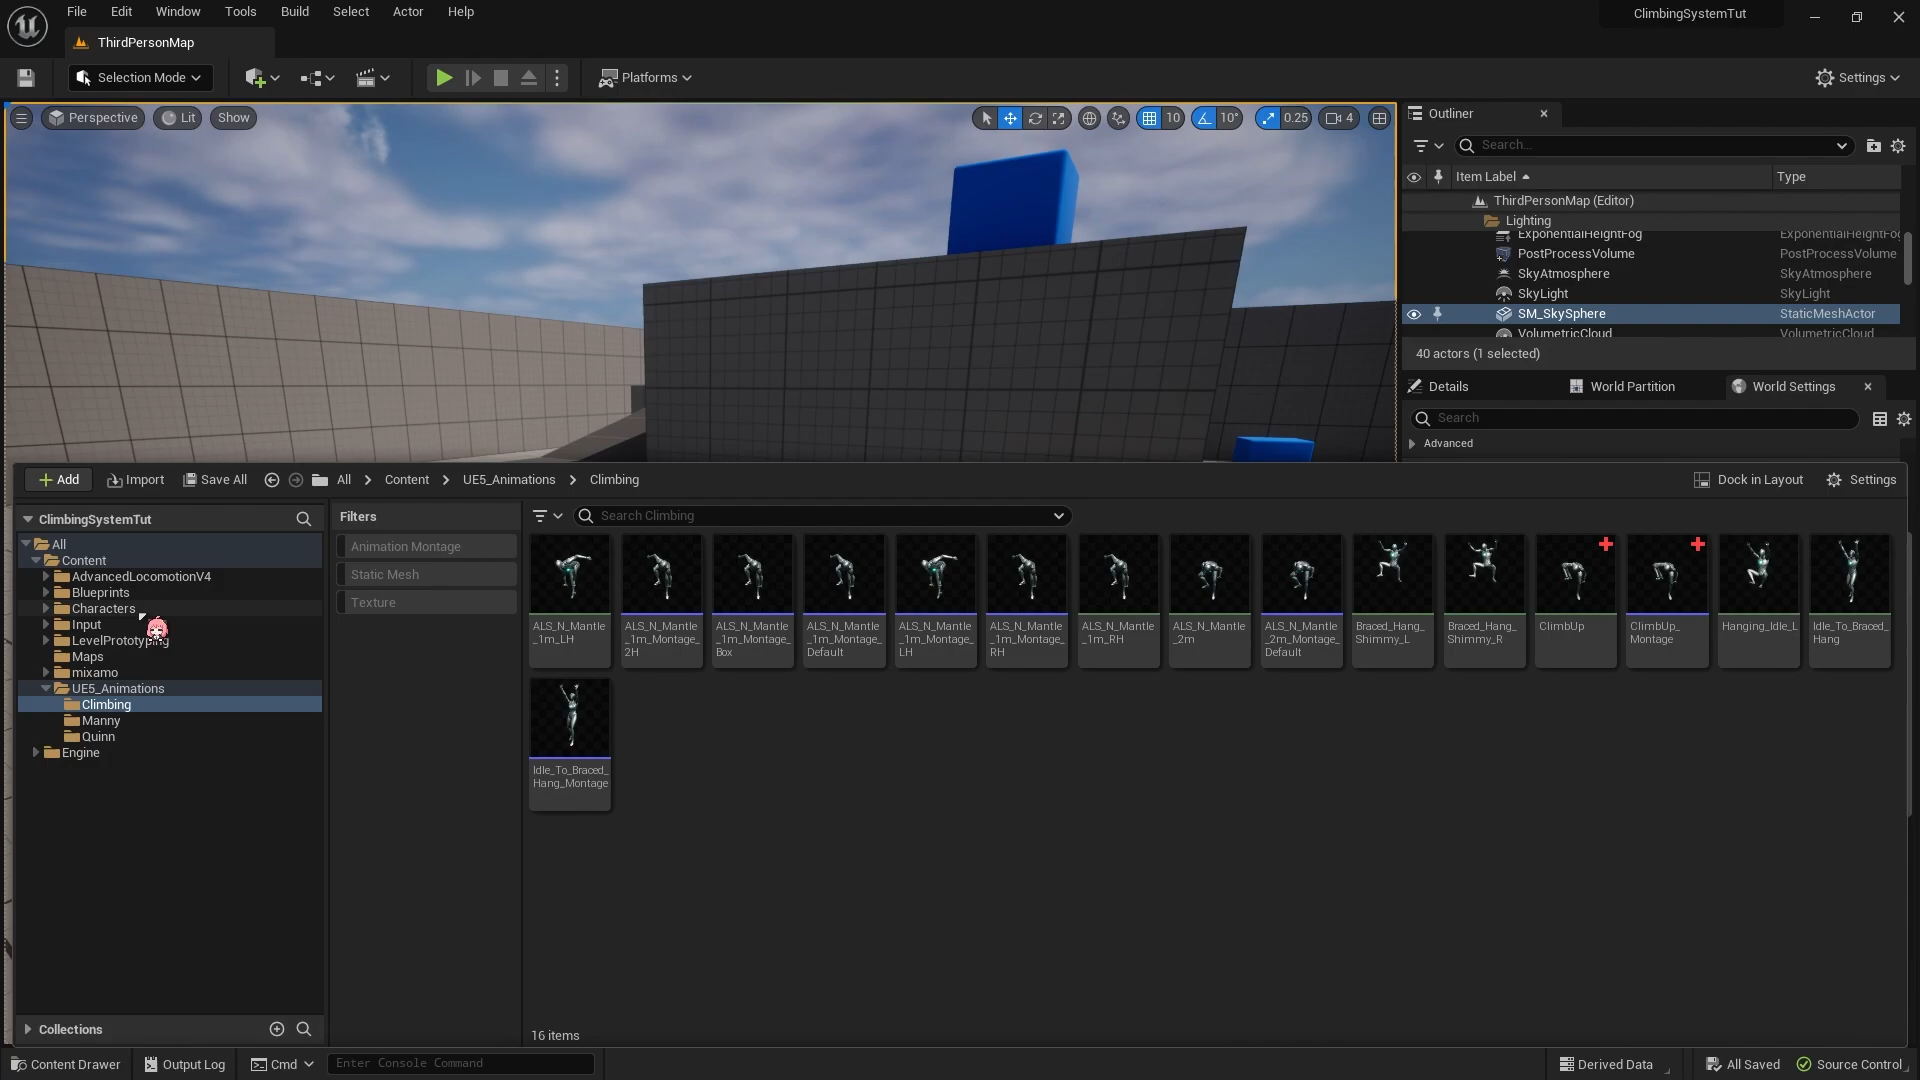 File Edit Window Tools Build Select Actor Help
ClimbingSystemTut
ThirdPersonMap
Selection Mode
Platforms
Settings
Perspective Lit Show
10 10° 0.25 4
Outliner
Search...
Item Label Type
ThirdPersonMap (Editor)
Lighting
ExponentialHeightFog ExponentialHeightFog
PostProcessVolume PostProcessVolume
SkyAtmosphere SkyAtmosphere
SkyLight SkyLight
SM_SkySphere StaticMeshActor
VolumetricCloud VolumetricCloud
40 actors (1 selected)
Details World Partition World Settings
Search
Advanced
Add Import Save All All Content UE5_Animations Climbing Dock in Layout Settings
ClimbingSystemTut
All
Content
AdvancedLocomotionV4
Blueprints
Characters
Input
LevelPrototyping
Maps
mixamo
UE5_Animations
Climbing
Manny
Quinn
Engine
Collections
Filters
Animation Montage
Static Mesh
Texture
Search Climbing
ALS_N_Mantle
_1m_LH
ALS_N_Mantle
_1m_Montage_
2H
ALS_N_Mantle
_1m_Montage_
Box
ALS_N_Mantle
_1m_Montage_
Default
ALS_N_Mantle
_1m_Montage_
LH
ALS_N_Mantle
_1m_Montage_
RH
ALS_N_Mantle
_1m_RH
ALS_N_Mantle
_2m
ALS_N_Mantle
_2m_Montage_
Default
Braced_Hang_
Shimmy_L
Braced_Hang_
Shimmy_R
ClimbUp
ClimbUp_
Montage
Hanging_Idle_L
Idle_To_Braced_
Hang
Idle_To_Braced_
Hang_Montage
16 items
Content Drawer Output Log Cmd Enter Console Command Derived Data All Saved Source Control